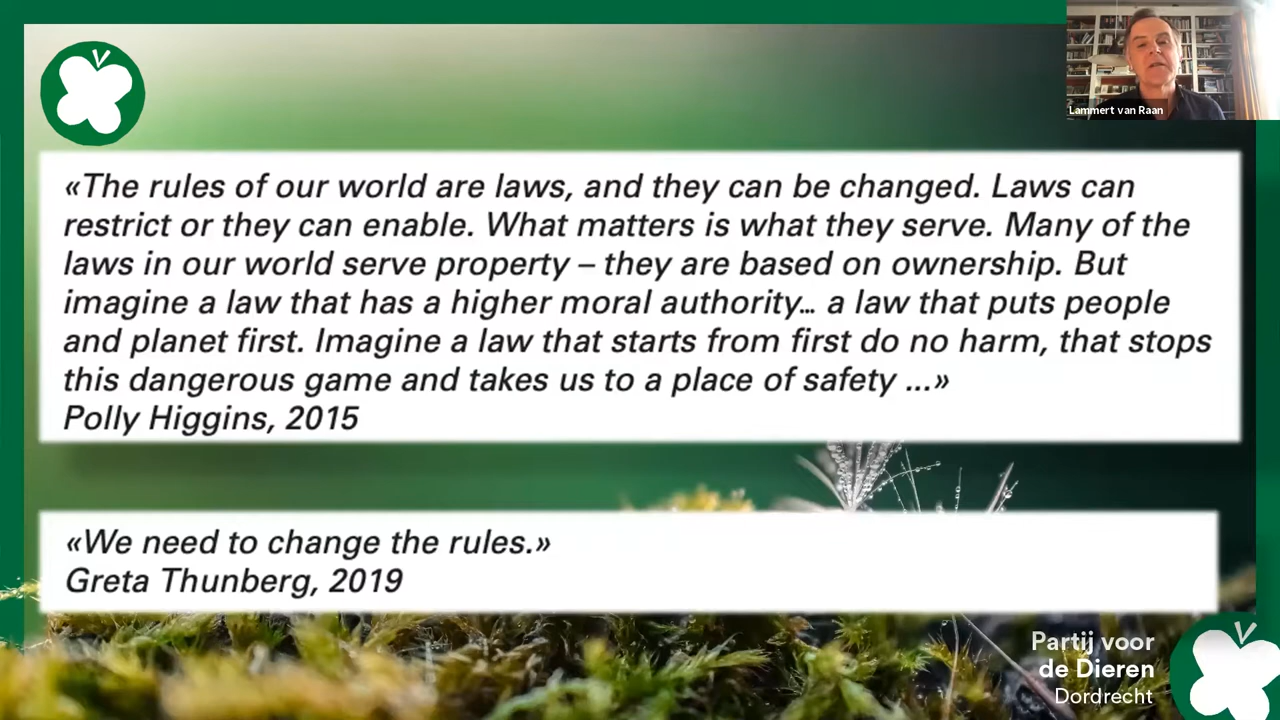 Lammert van Raan
«The rules of our world are laws, and they can be changed. Laws can
restrict or they can enable. What matters is what they serve. Many of the
laws in our world serve property – they are based on ownership. But
imagine a law that has a higher moral authority… a law that puts people
and planet first. Imagine a law that starts from first do no harm, that stops
this dangerous game and takes us to a place of safety …»
Polly Higgins, 2015
«We need to change the rules.»
Greta Thunberg, 2019
Partij voor
de Dieren
Dordrecht